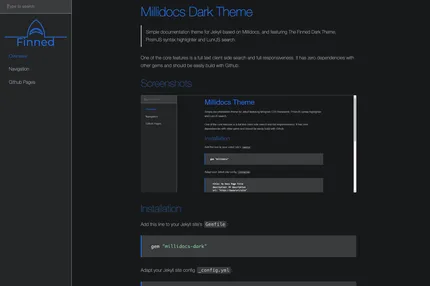 Type to search
Finned
Overview
Navigation
Github Pages
Millidocs Dark Theme
Simple documentation theme for Jekyll based on Millidocs, and featuring The Finned Dark Theme,
PrismJS syntax highlighter and LunrJS search.
One of the core features is a full text client side search and full responsiveness. It has zero dependencies with
other gems and should be easily build with Github.
Screenshots
Millidocs Theme
Installation
gem "millidocs"
Installation
Add this line to your Jekyll site's Gemfile:
gem "millidocs-dark"
Adapt your Jekyll site config _config.yml: